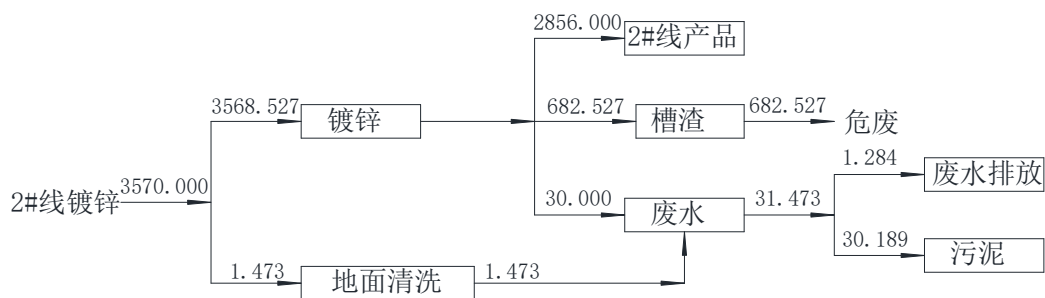 2856.000
2#线产品
3568.527
镀锌
682.527
槽渣
682.527
危废
2#线镀锌
3570.000
30.000
废水
31.473
1.284
废水排放
30.189
污泥
1.473
地面清洗
1.473